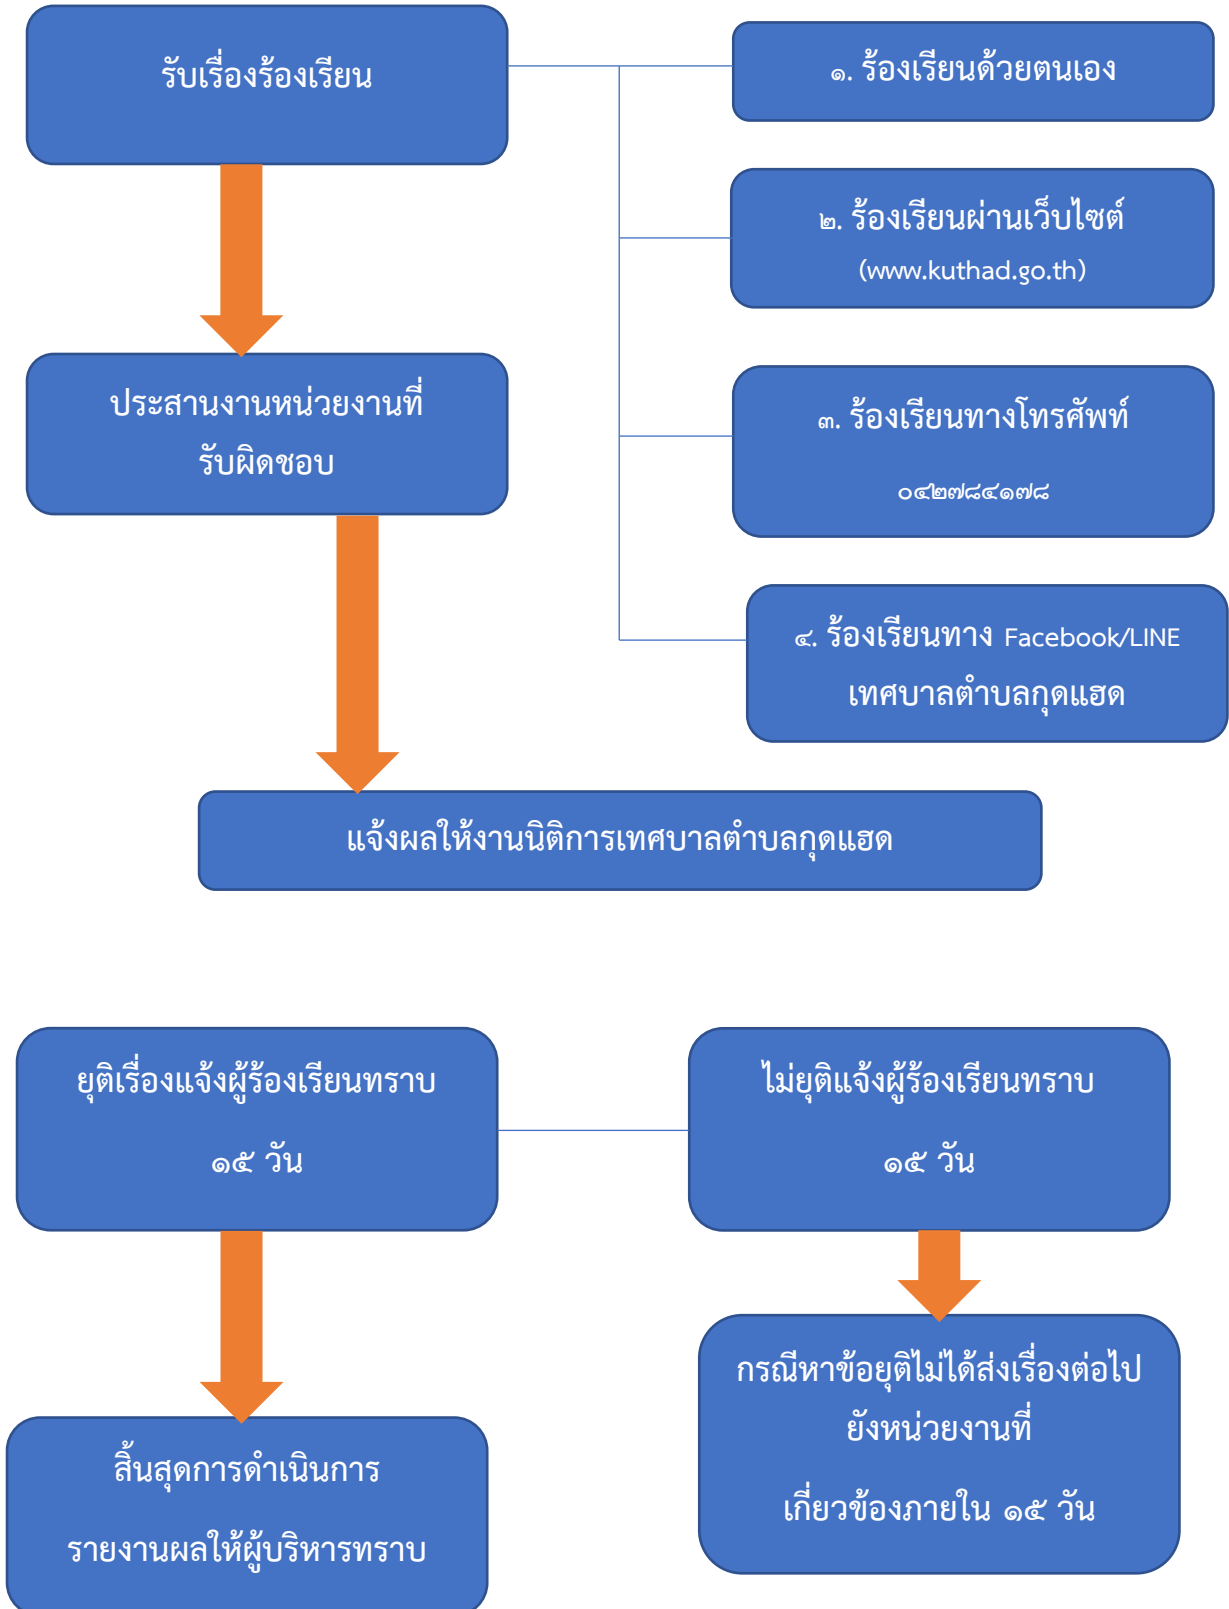 รับเรื่องร้องเรียน
๑. ร้องเรียนด้วยตนเอง
๒. ร้องเรียนผ่านเว็บไซต์
(www.kuthad.go.th)
ประสานงานหน่วยงานที่
รับผิดชอบ
๓. ร้องเรียนทางโทรศัพท์
๐๔๒๗๘๔๑๗๘
๔. ร้องเรียนทาง Facebook/LINE
เทศบาลตำบลกุดแฮด
แจ้งผลให้งานนิติการเทศบาลตำบลกุดแฮด
ยุติเรื่องแจ้งผู้ร้องเรียนทราบ
๑๕ วัน
ไม่ยุติแจ้งผู้ร้องเรียนทราบ
๑๕ วัน
กรณีหาข้อยุติไม่ได้ส่งเรื่องต่อไป
ยังหน่วยงานที่
เกี่ยวข้องภายใน ๑๕ วัน
สิ้นสุดการดำเนินการ
รายงานผลให้ผู้บริหารทราบ